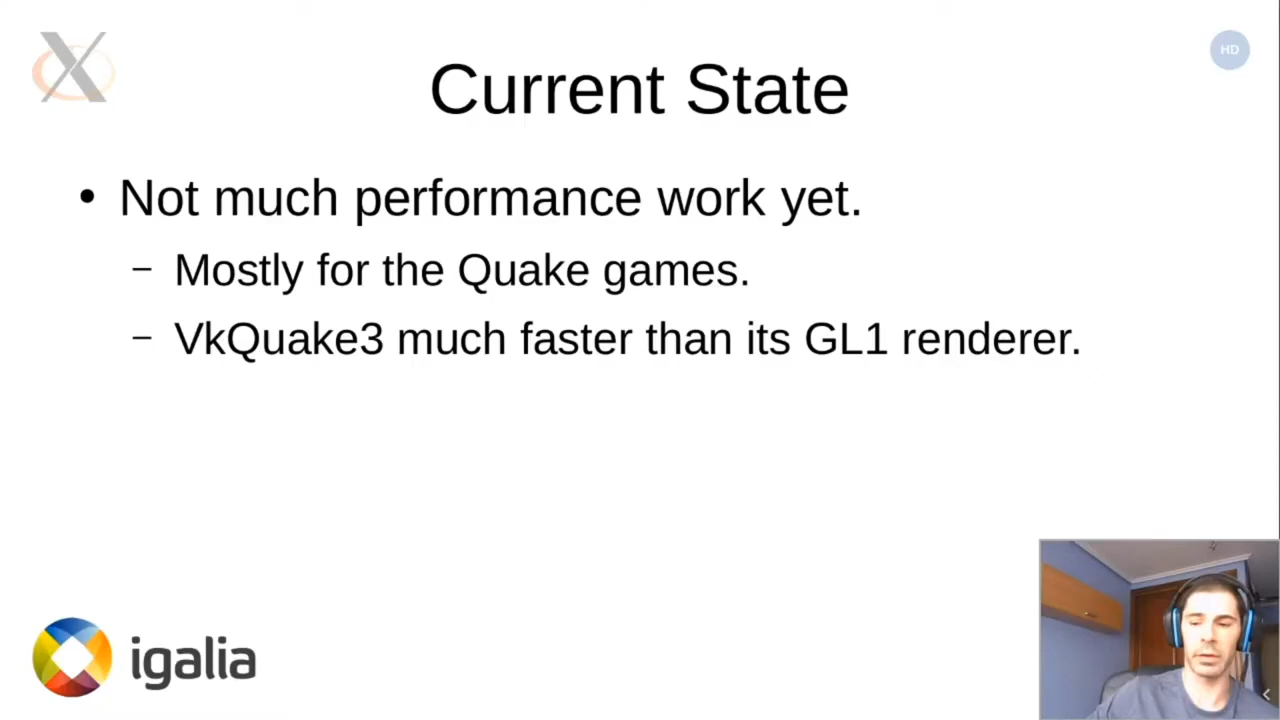 HD
Current State
• Not much performance work yet.
– Mostly for the Quake games.
– VkQuake3 much faster than its GL1 renderer.
igalia